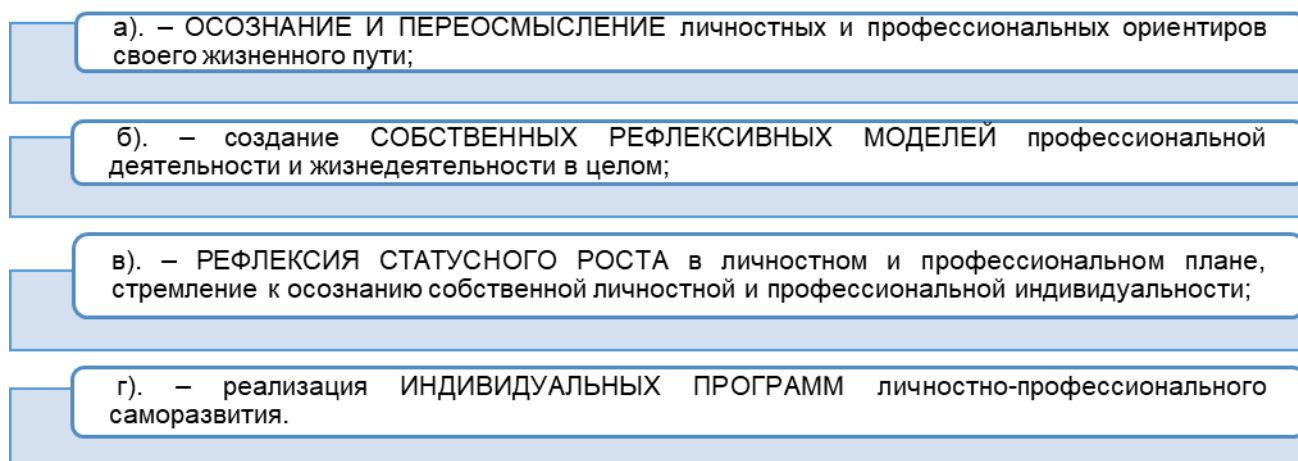 а). – ОСОЗНАНИЕ И ПЕРЕОСМЫСЛЕНИЕ личностных и профессиональных ориентиров
своего жизненного пути;
б). – создание СОБСТВЕННЫХ РЕФЛЕКСИВНЫХ МОДЕЛЕЙ профессиональной
деятельности и жизнедеятельности в целом;
в). – РЕФЛЕКСИЯ СТАТУСНОГО РОСТА в личностном и профессиональном плане,
стремление к осознанию собственной личностной и профессиональной индивидуальности;
г). – реализация ИНДИВИДУАЛЬНЫХ ПРОГРАММ личностно-профессионального
саморазвития.